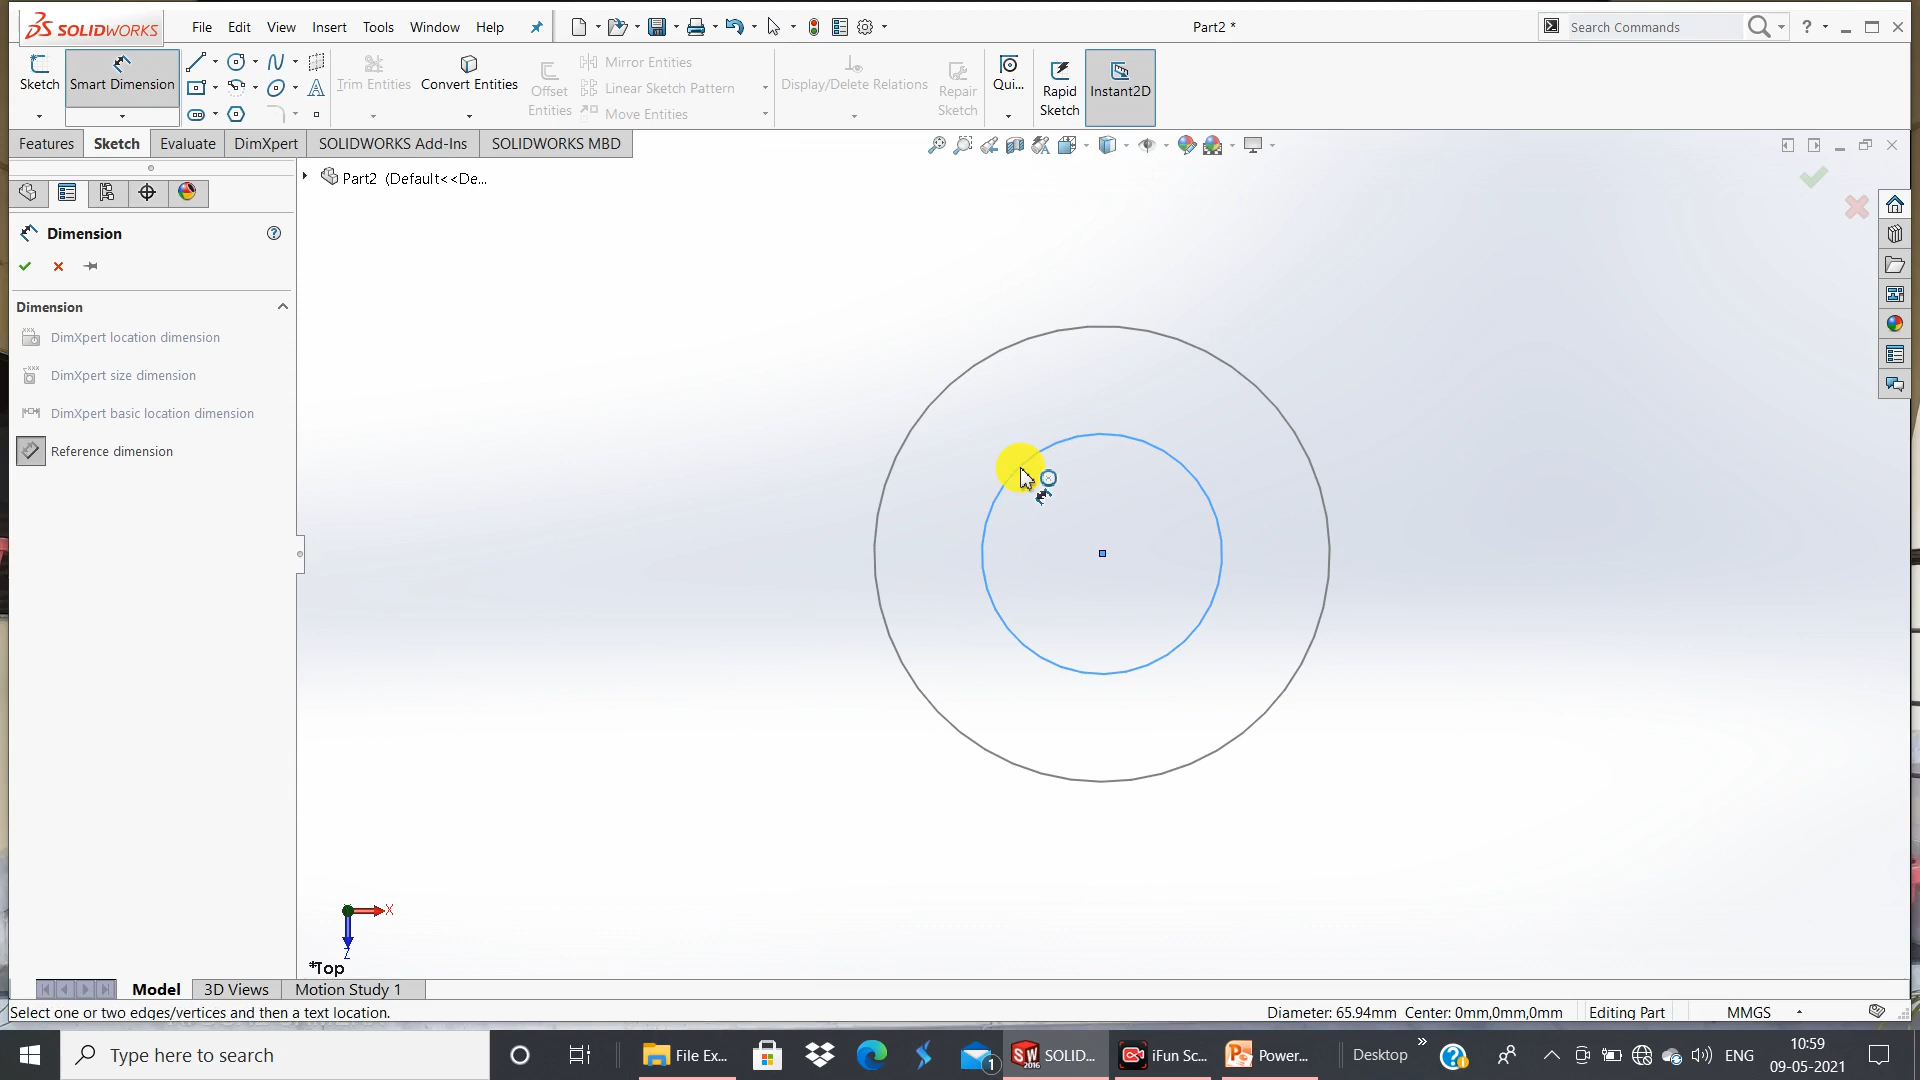 SOLIDWORKS File Edit View Insert Tools Window Help Part2 * Search Commands ?
Sketch Smart Dimension Trim Entities Convert Entities Offset Entities Mirror Entities Linear Sketch Pattern Move Entities Display/Delete Relations Repair Sketch Qui... Rapid Sketch Instant2D
Features Sketch Evaluate DimXpert SOLIDWORKS Add-Ins SOLIDWORKS MBD
Part2 (Default<<De...
Dimension
Dimension
DimXpert location dimension
DimXpert size dimension
DimXpert basic location dimension
Reference dimension
X
Z
*Top
Model 3D Views Motion Study 1
Select one or two edges/vertices and then a text location. Diameter: 65.94mm Center: 0mm,0mm,0mm Editing Part MMGS
Type here to search 1 SW 2016 File Ex... SOLID... iFun Sc... Power... Desktop ENG 10:59
09-05-2021